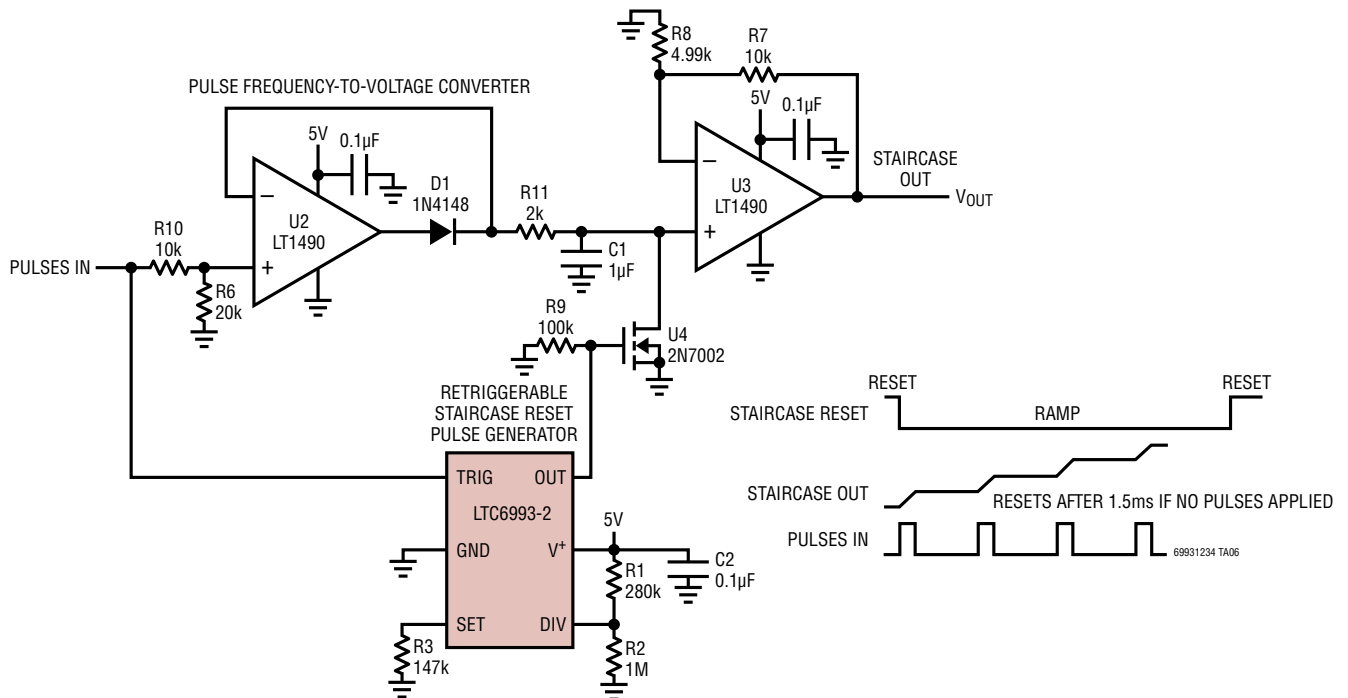 R8
4.99k
R7
10k
PULSE FREQUENCY-TO-VOLTAGE CONVERTER
5V
0.1µF
5V
0.1µF
STAIRCASE
OUT
D1
1N4148
R11
2k
–
U2
LT1490
+
–
U3
LT1490
+
VOUT
R10
10k
PULSES IN
R6
20k
C1
1µF
R9
100k
U4
2N7002
RETRIGGERABLE
STAIRCASE RESET
PULSE GENERATOR
TRIG
OUT
LTC6993-2
GND
V+
SET
DIV
5V
R1
280k
C2
0.1µF
R3
147k
R2
1M
RESET
RESET
STAIRCASE RESET
RAMP
STAIRCASE OUT
RESETS AFTER 1.5ms IF NO PULSES APPLIED
PULSES IN
69931234 TA06